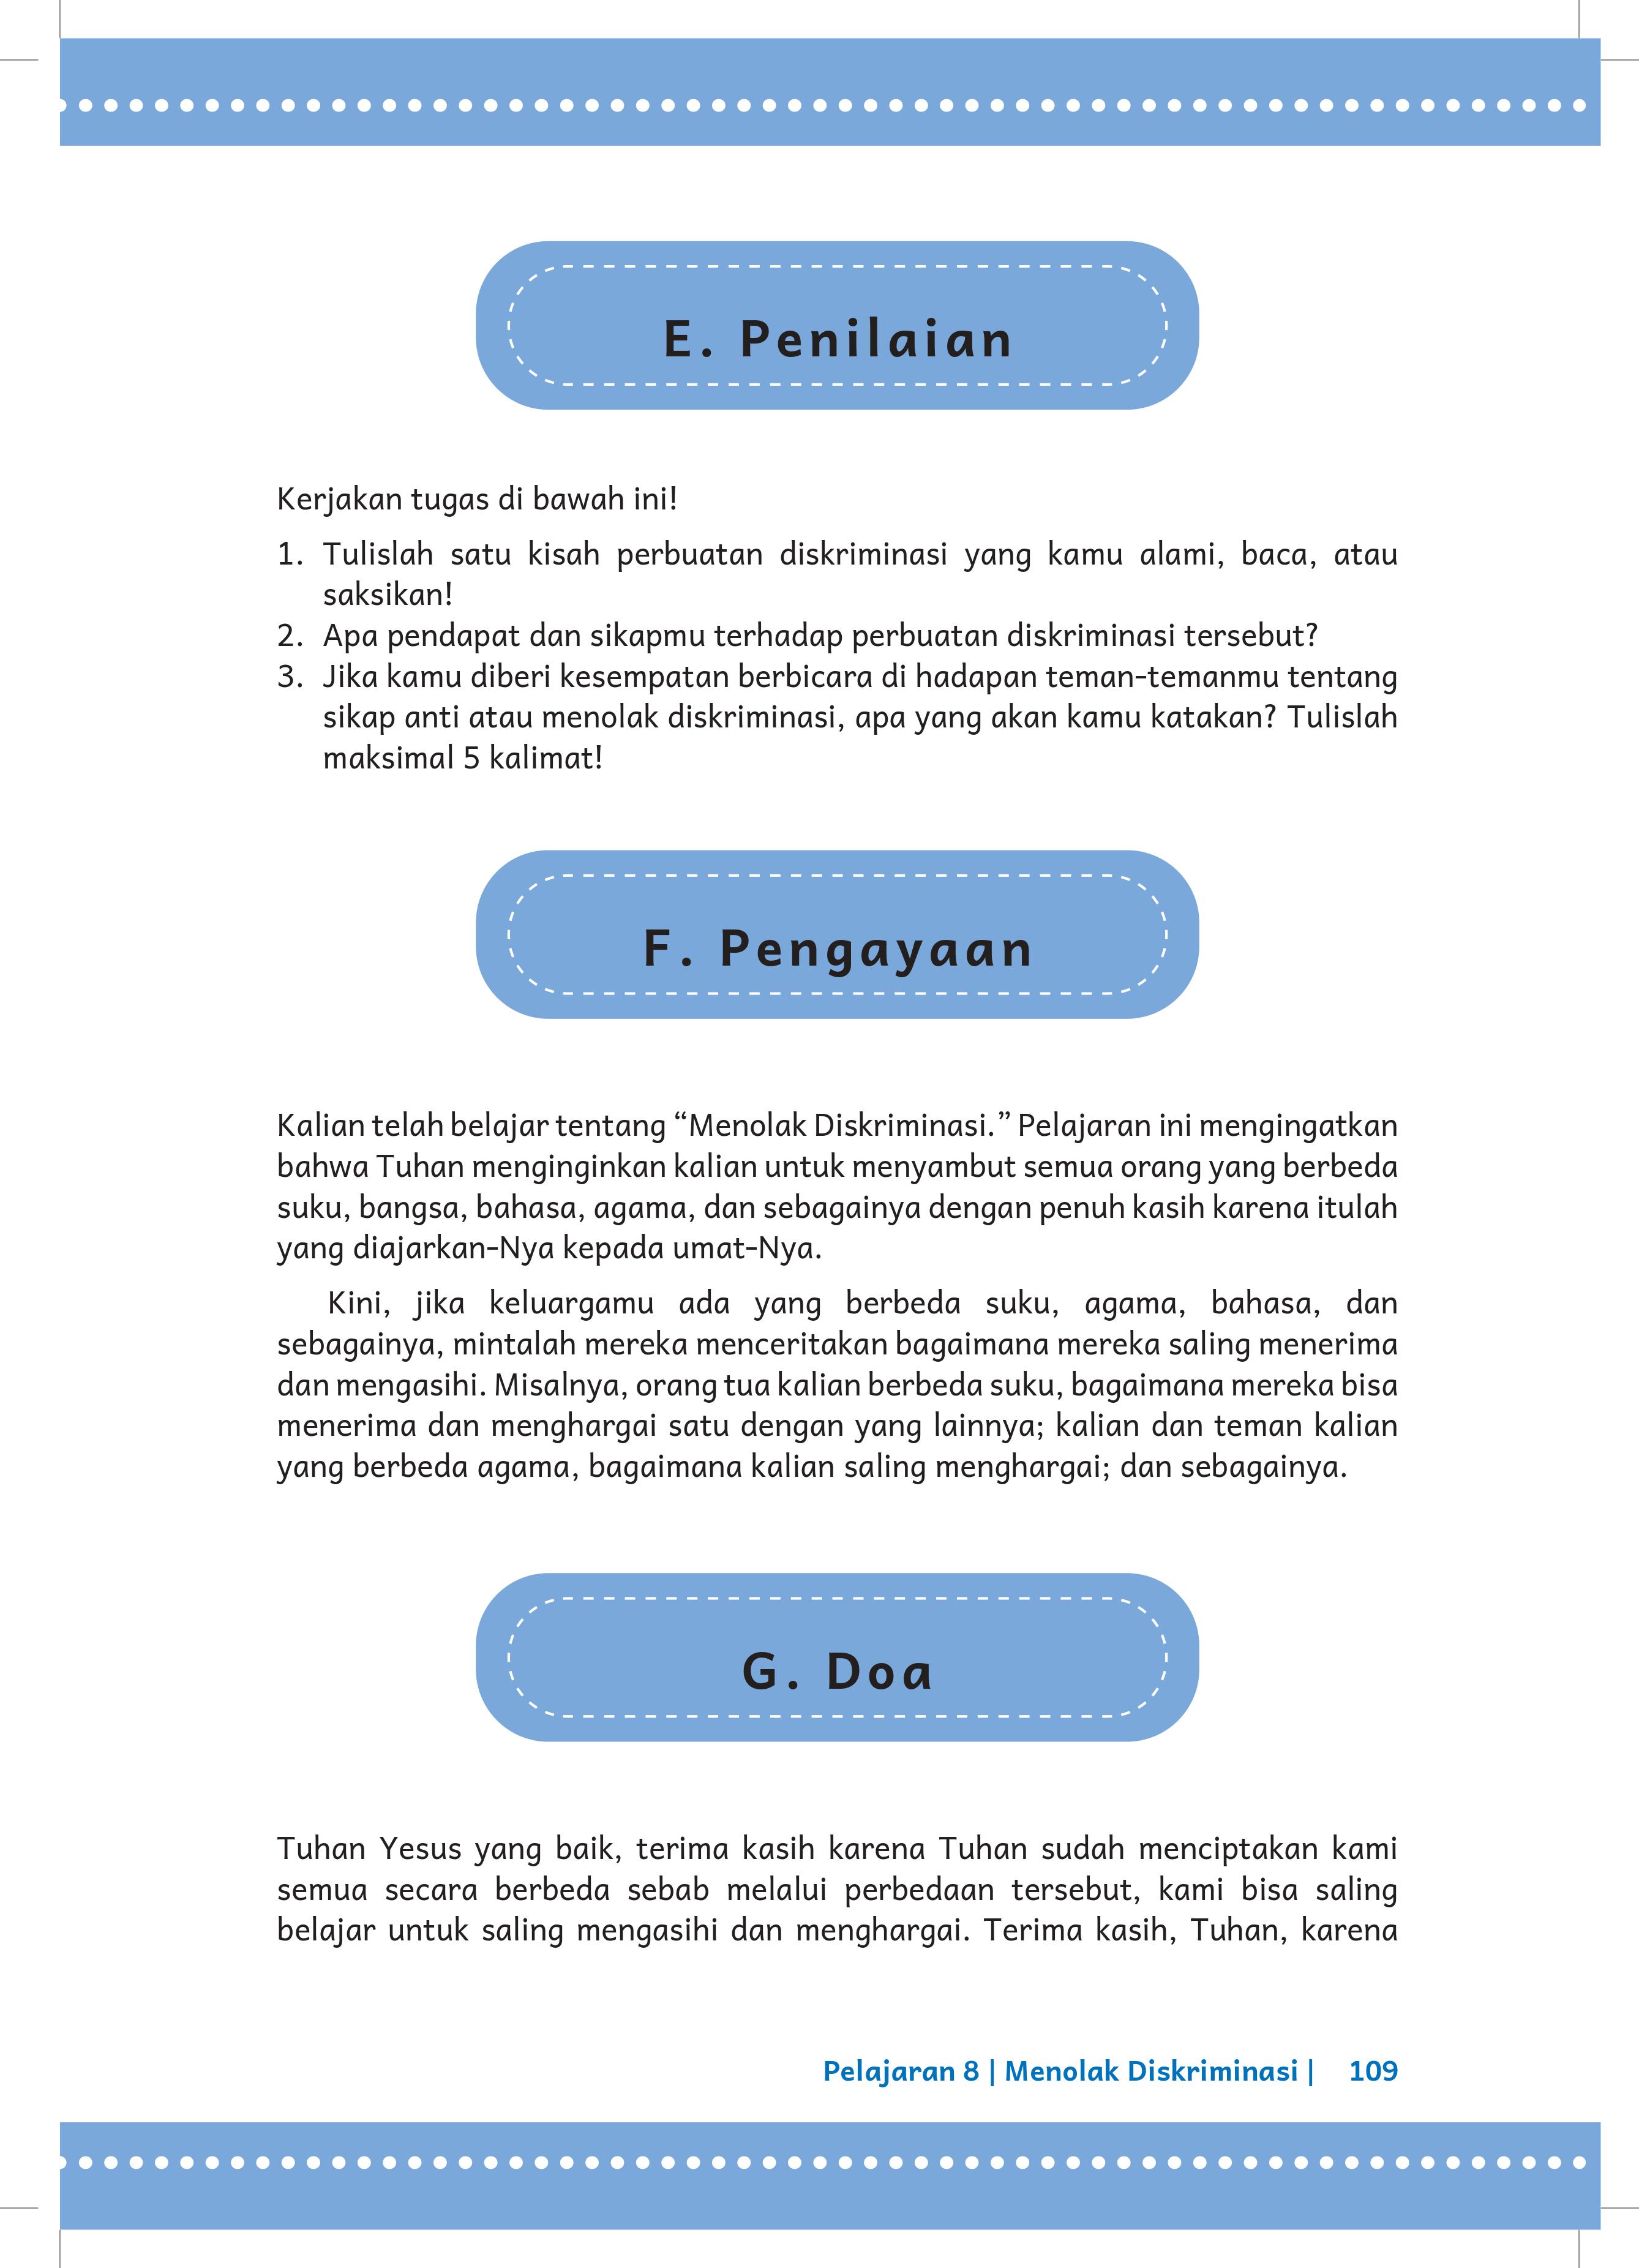 E. Penilaian
Kerjakan tugas di bawah ini!
1. Tulislah satu kisah perbuatan diskriminasi yang kamu alami, baca, atau
saksikan!
2. Apa pendapat dan sikapmu terhadap perbuatan diskriminasi tersebut?
3. Jika kamu diberi kesempatan berbicara di hadapan teman-temanmu tentang
sikap anti atau menolak diskriminasi, apa yang akan kamu katakan? Tulislah
maksimal 5 kalimat!
F. Pengayaan
Kalian telah belajar tentang “Menolak Diskriminasi.” Pelajaran ini mengingatkan
bahwa Tuhan menginginkan kalian untuk menyambut semua orang yang berbeda
suku, bangsa, bahasa, agama, dan sebagainya dengan penuh kasih karena itulah
yang diajarkan-Nya kepada umat-Nya.
Kini, jika keluargamu ada yang berbeda suku, agama, bahasa, dan
sebagainya, mintalah mereka menceritakan bagaimana mereka saling menerima
dan mengasihi. Misalnya, orang tua kalian berbeda suku, bagaimana mereka bisa
menerima dan menghargai satu dengan yang lainnya; kalian dan teman kalian
yang berbeda agama, bagaimana kalian saling menghargai; dan sebagainya.
G. Doa
Tuhan Yesus yang baik, terima kasih karena Tuhan sudah menciptakan kami
semua secara berbeda sebab melalui perbedaan tersebut, kami bisa saling
belajar untuk saling mengasihi dan menghargai. Terima kasih, Tuhan, karena
Pelajaran 8 | Menolak Diskriminasi | 109